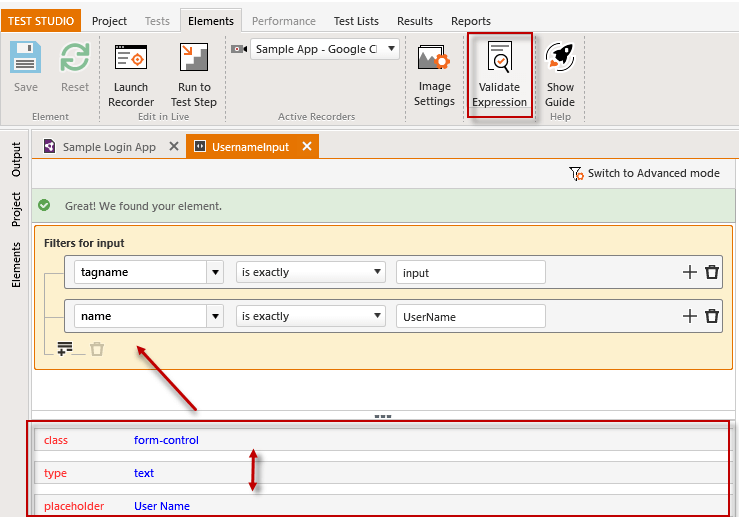 TEST STUDIO Project Tests Elements Performance Test Lists Results Reports
Sample App - Google Cl
Save Reset Launch Recorder Run to Test Step Image Settings Validate Expression Show Guide
Element Edit in Live Active Recorders Help
Output
Project
Elements
Sample Login App UsernameInput
Switch to Advanced mode
Great! We found your element.
Filters for input
tagname is exactly input
name is exactly UserName
class form-control
type text
placeholder User Name